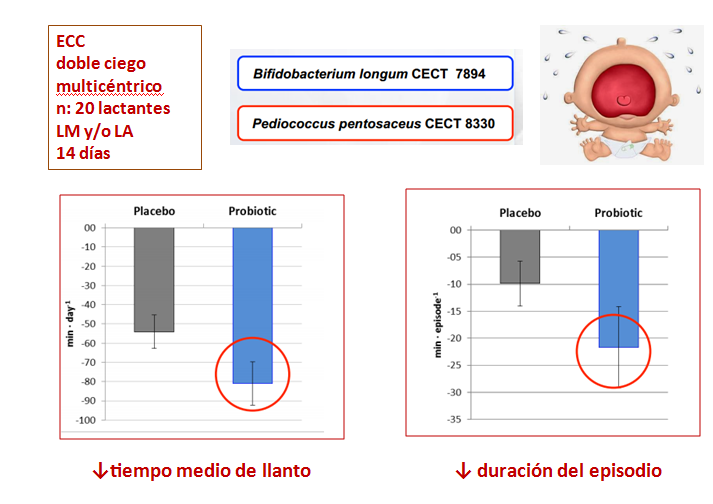 ECC
doble ciego
multicéntrico
n: 20 lactantes
LM y/o LA
14 días
Bifidobacterium longum CECT 7894
Pediococcus pentosaceus CECT 8330
Placebo Probiotic
00
-10
-20
-30
-40
-50
-60
-70
-80
-90
-100
min · day-1
Placebo Probiotic
00
-05
-10
-15
-20
-25
-30
-35
min · episode-1
↓tiempo medio de llanto
↓ duración del episodio